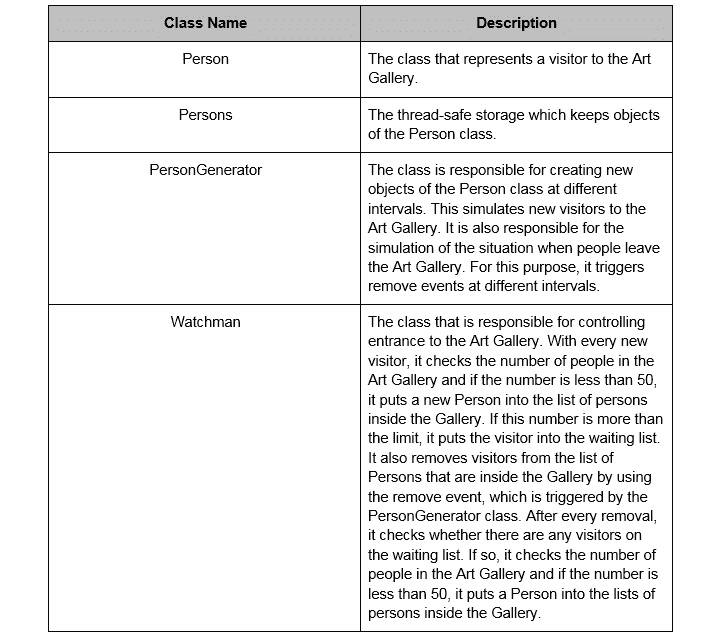 Class Name
Description
Person
The class that represents a visitor to the Art
Gallery.
Persons
The thread-safe storage which keeps objects
of the Person class.
PersonGenerator
The class is responsible for creating new
objects of the Person class at different
intervals. This simulates new visitors to the
Art Gallery. It is also responsible for the
simulation of the situation when people leave
the Art Gallery. For this purpose, it triggers
remove events at different intervals.
Watchman
The class that is responsible for controlling
entrance to the Art Gallery. With every new
visitor, it checks the number of people in the
Art Gallery and if the number is less than 50,
it puts a new Person into the list of persons
inside the Gallery. If this number is more than
the limit, it puts the visitor into the waiting list.
It also removes visitors from the list of
Persons that are inside the Gallery by using
the remove event, which is triggered by the
PersonGenerator class. After every removal,
it checks whether there are any visitors on
the waiting list. If so, it checks the number of
people in the Art Gallery and if the number is
less than 50, it puts a Person into the lists of
persons inside the Gallery.